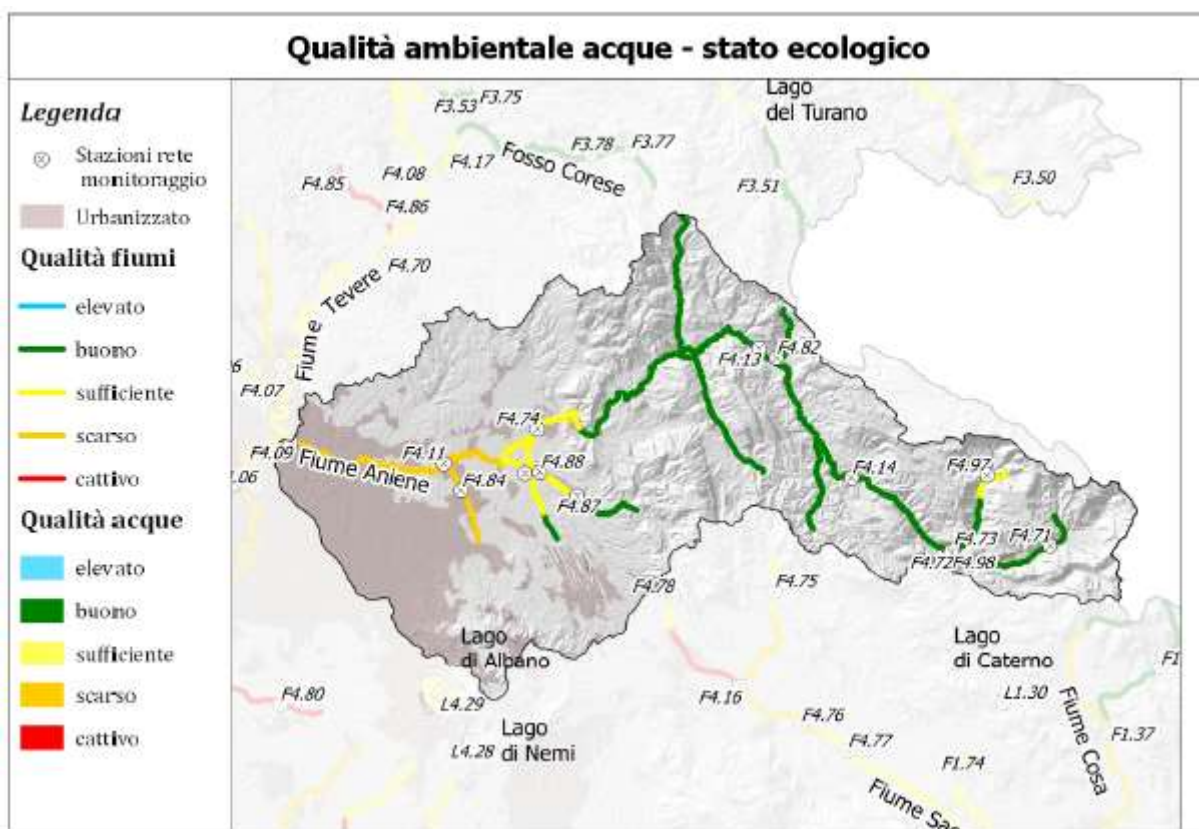 Qualità ambientale acque - stato ecologico
Legenda
Stazioni rete
monitoraggio
Urbanizzato
Qualità fiumi
elevato
buono
sufficiente
scarso
cattivo
Qualità acque
elevato
buono
sufficiente
scarso
cattivo
Lago
del Turano
F3.53
F3.75
F3.78
F3.77
F4.17
Fosso Corese
F4.08
F4.85
F4.86
F3.51
F3.50
F4.70
Fiume Tevere
F4.07
F4.13
F4.82
F4.74
F4.09
F4.11
Fiume Aniene
F4.88
F4.84
F4.87
.06
F4.14
F4.97
F4.73
F4.71
F4.72
F4.98
F4.78
F4.75
Lago
di Albano
Lago
di Caterno
F4.80
L4.29
F4.16
L1.30
F1
Fiume Cosa
F1.37
Lago
di Nemi
L4.28
F4.76
F4.77
F1.74
Fiume Sac